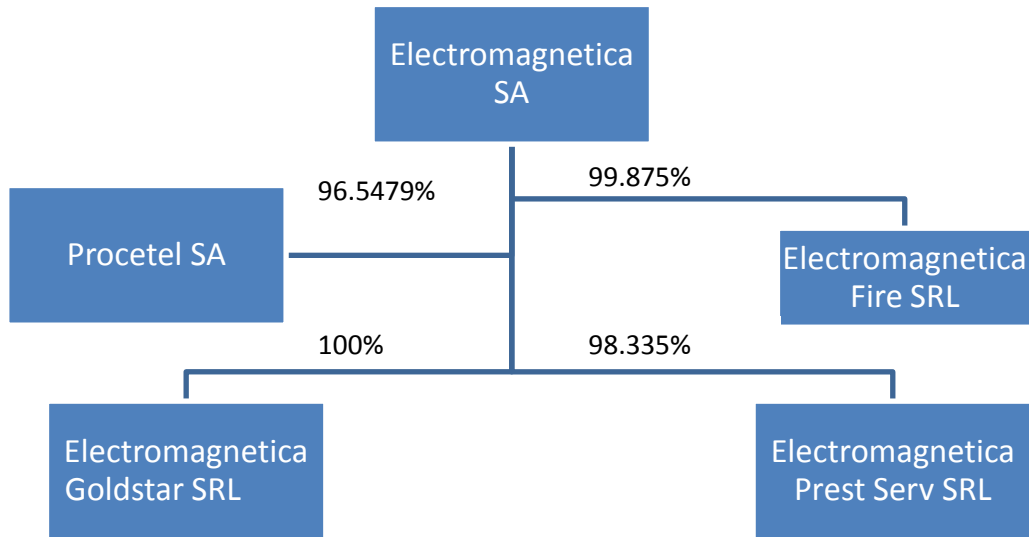 Electromagnetica
SA
96.5479%
99.875%
Procetel SA
Electromagnetica
Fire SRL
100%
98.335%
Electromagnetica
Goldstar SRL
Electromagnetica
Prest Serv SRL